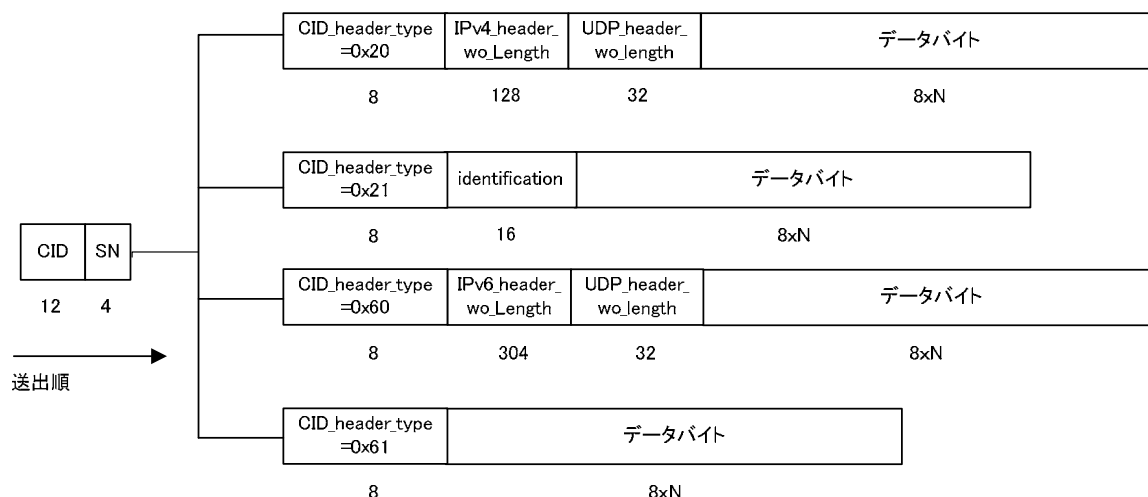 CID_header_type
=0x20
IPv4_header_
wo_Length
UDP_header_
wo_length
データバイト
8
128
32
8xN
CID_header_type
=0x21
identification
データバイト
8
16
8xN
CID
SN
12
4
CID_header_type
=0x60
IPv6_header_
wo_Length
UDP_header_
wo_length
データバイト
8
304
32
8xN
送出順
CID_header_type
=0x61
データバイト
8
8xN